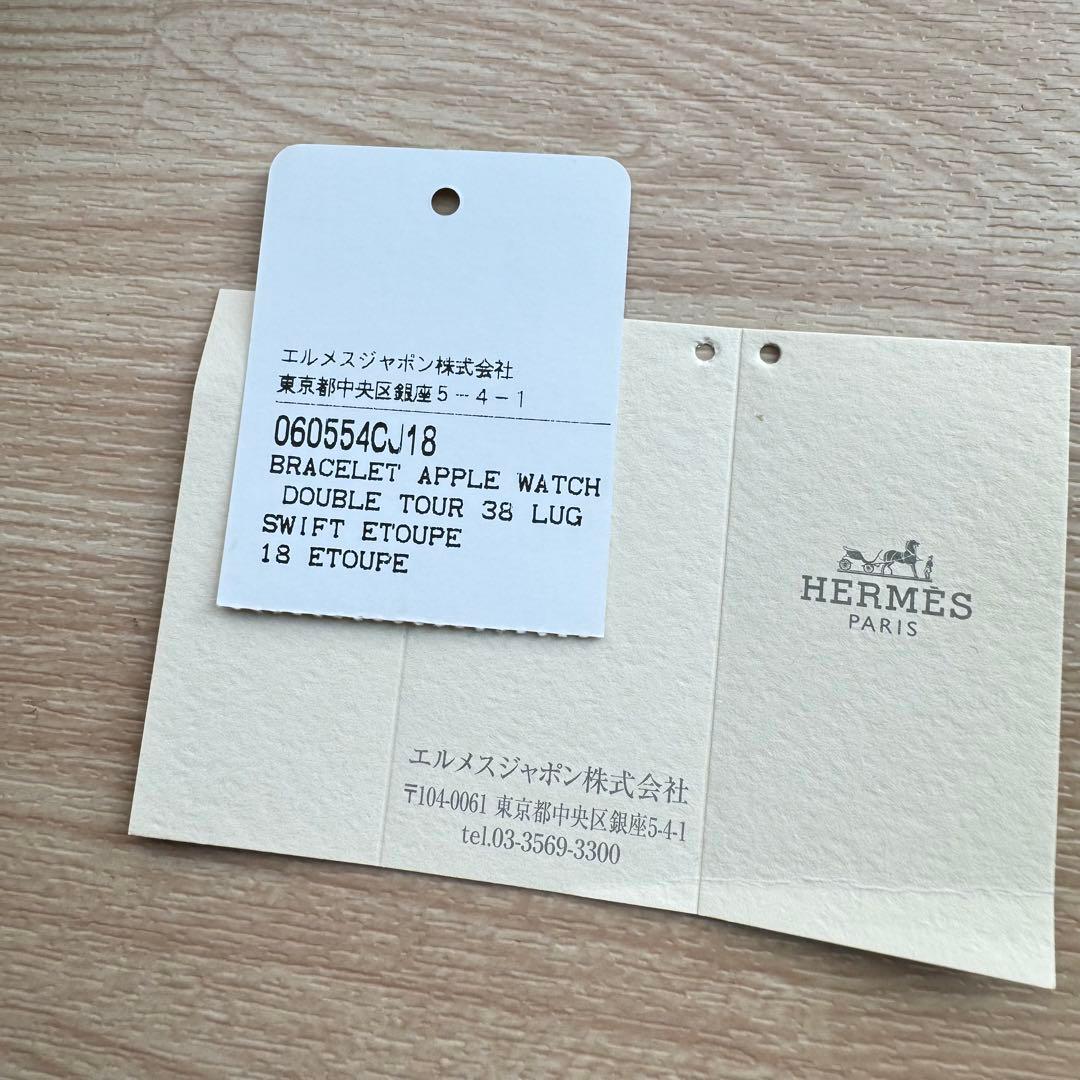 エルメスジャポン株式会社
東京都中央区銀座5-4-1
060554CJ18
BRACELET APPLE WATCH
DOUBLE TOUR 38 LUG
SWIFT ETOUPE
18 ETOUPE
HERMÈS
PARIS
エルメスジャポン株式会社
〒104-0061 東京都中央区銀座5-4-1
tel.03-3569-3300